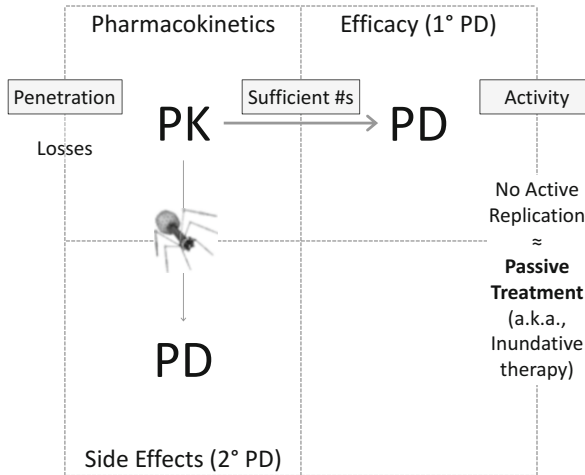 Pharmacokinetics
Efficacy (1° PD)
Penetration
Sufficient #s
Activity
PK
PD
Losses
No Active
Replication
≈
Passive
Treatment
(a.k.a.,
Inundative
therapy)
PD
Side Effects (2° PD)